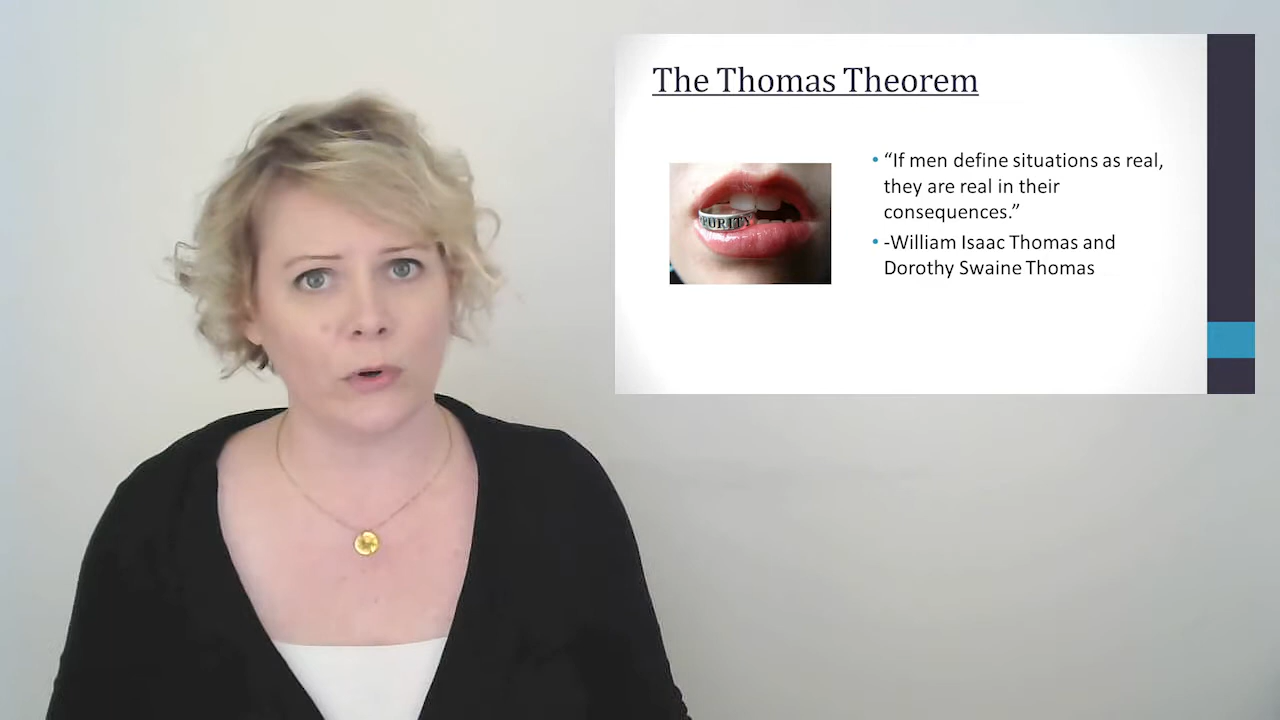 The Thomas Theorem
• “If men define situations as real,
they are real in their
consequences.”
• -William Isaac Thomas and
Dorothy Swaine Thomas
PURITY